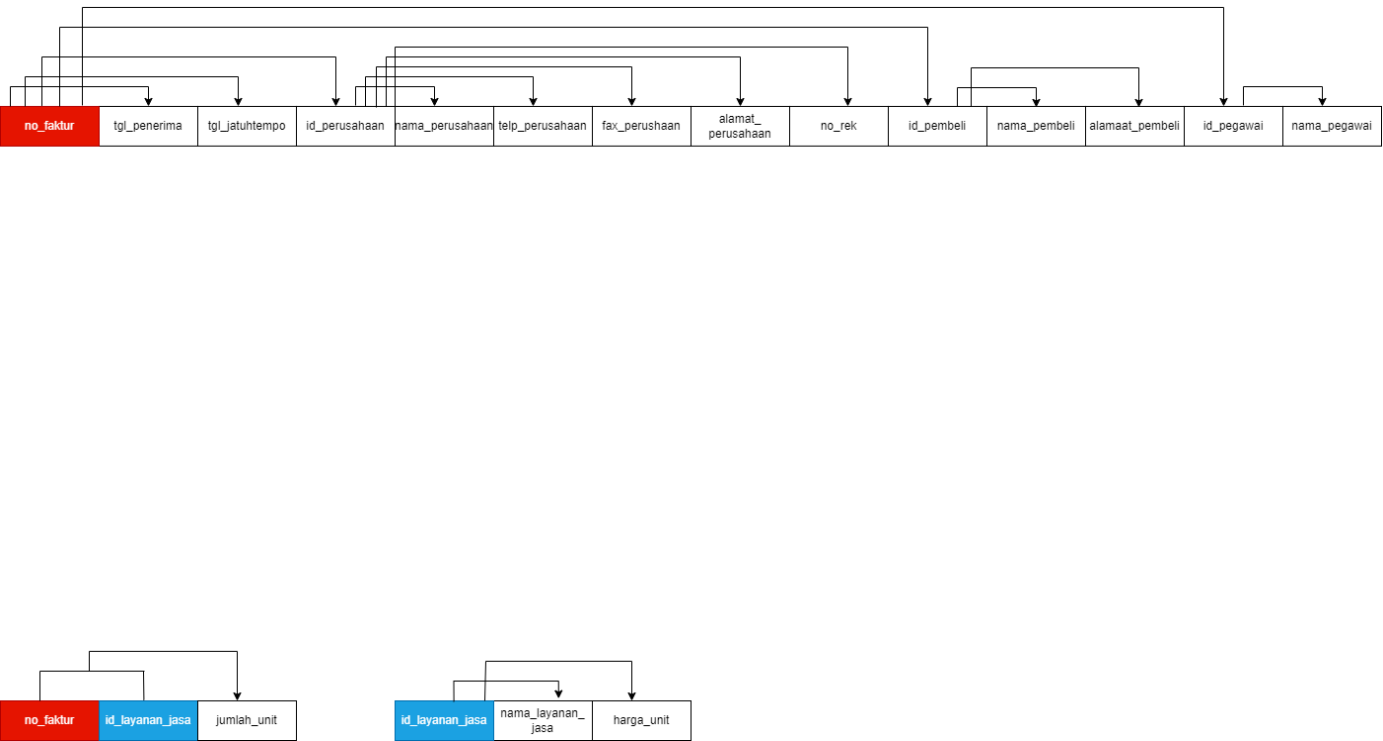 no_faktur
tgl_penerima
tgl_jatuhtempo
id_perusahaan
nama_perusahaan
telp_perusahaan
fax_perushaan
alamat_
perusahaan
no_rek
id_pembeli
nama_pembeli
alamaat_pembeli
id_pegawai
nama_pegawai
no_faktur
id_layanan_jasa
jumlah_unit
id_layanan_jasa
nama_layanan_
jasa
harga_unit